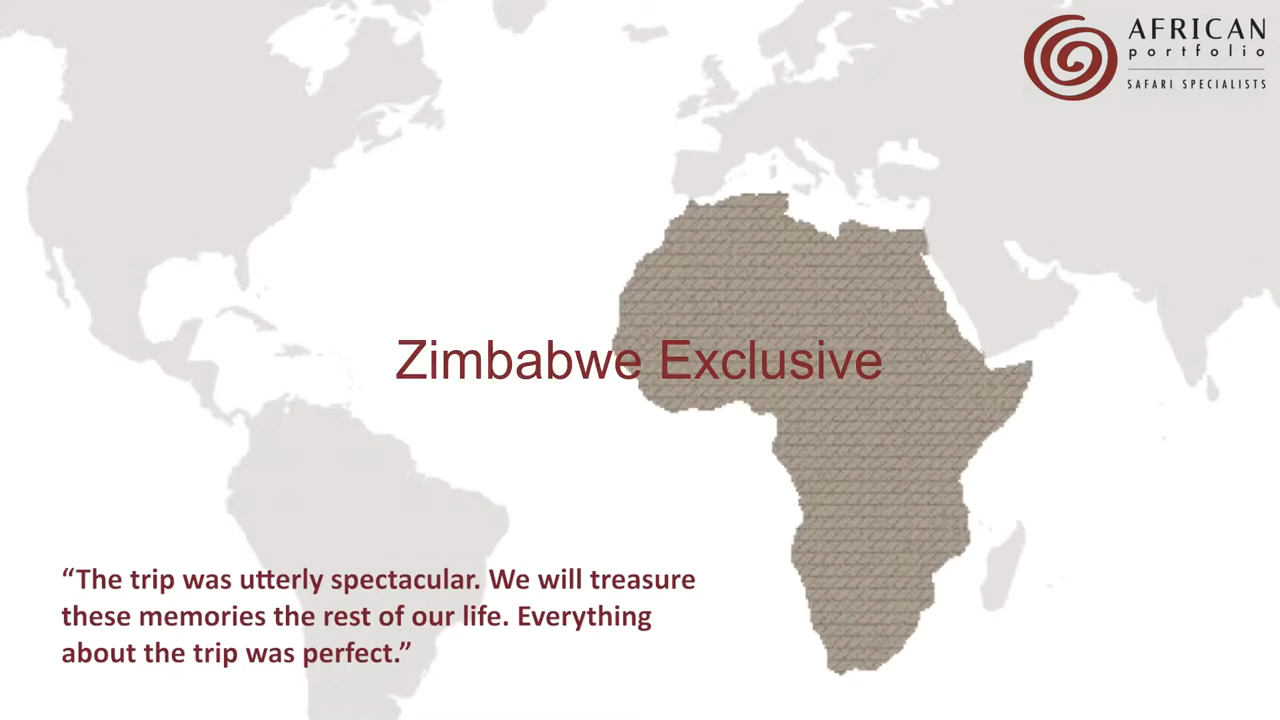 AFRICAN
portfolio
SAFARI SPECIALISTS
Zimbabwe Exclusive
“The trip was utterly spectacular. We will treasure
these memories the rest of our life. Everything
about the trip was perfect.”